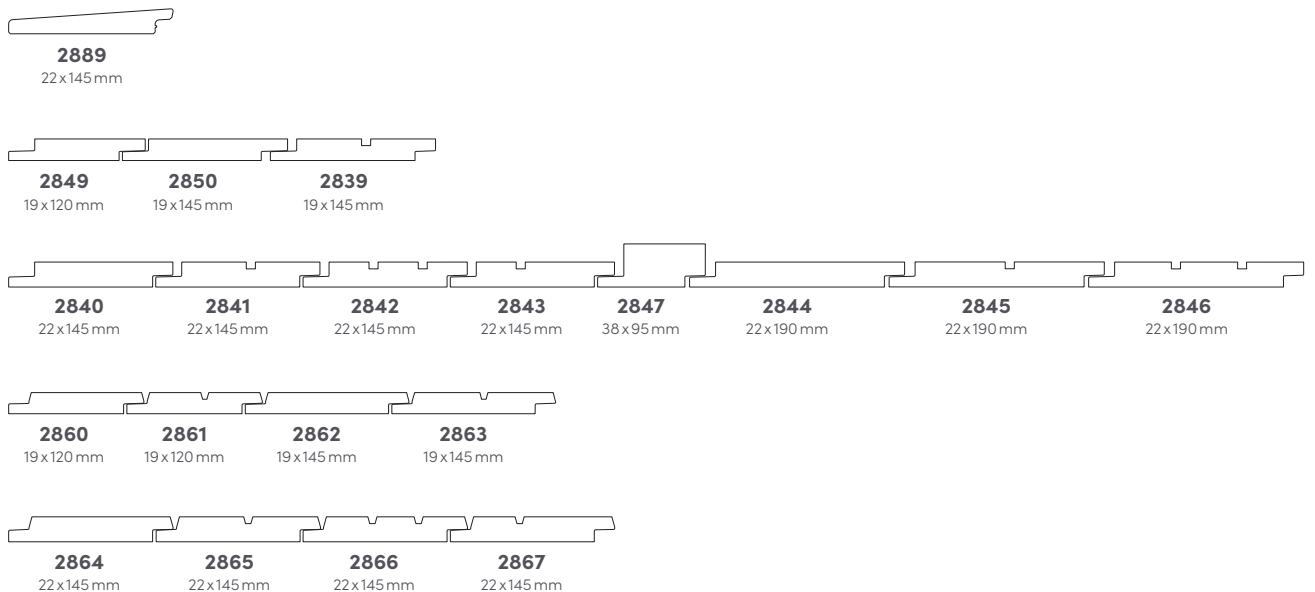 2889
22 x 145 mm
2849 2850 2839
19 x 120 mm 19 x 145 mm 19 x 145 mm
2840 2841 2842 2843 2847 2844 2845 2846
22 x 145 mm 22 x 145 mm 22 x 145 mm 22 x 145 mm 38 x 95 mm 22 x 190 mm 22 x 190 mm 22 x 190 mm
2860 2861 2862 2863
19 x 120 mm 19 x 120 mm 19 x 145 mm 19 x 145 mm
2864 2865 2866 2867
22 x 145 mm 22 x 145 mm 22 x 145 mm 22 x 145 mm